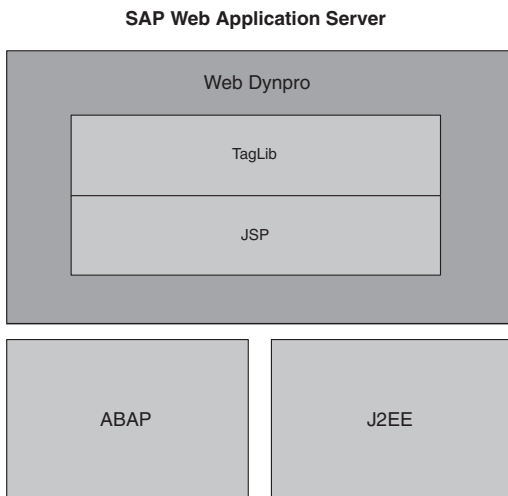 SAP Web Application Server
Web Dynpro
TagLib
JSP
ABAP
J2EE